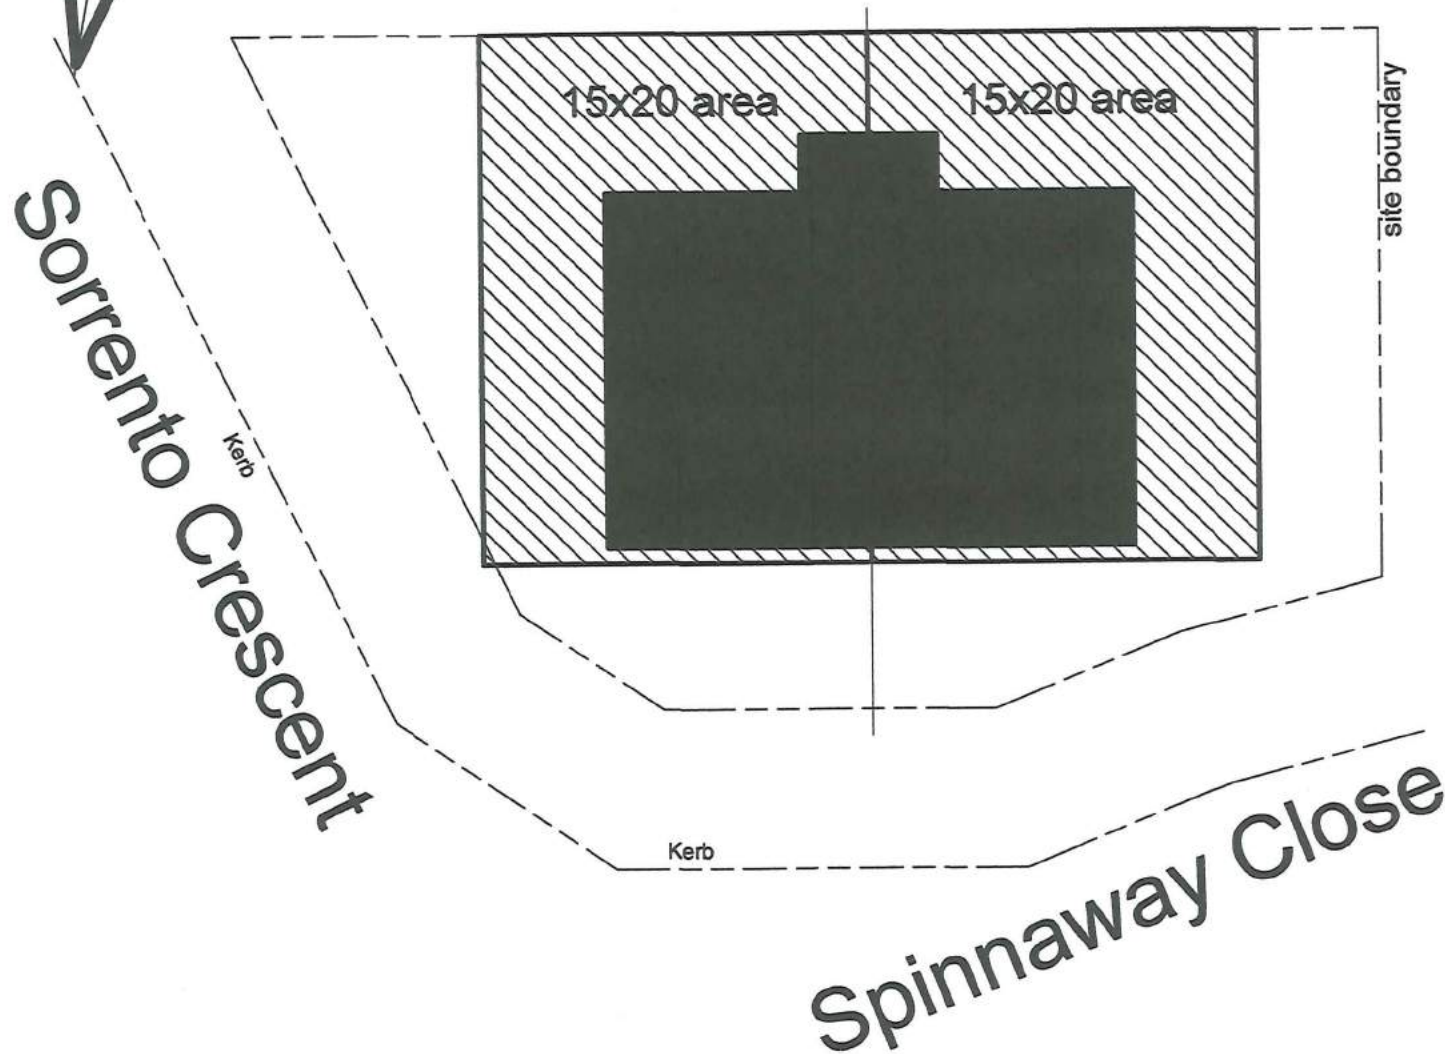 15x20 area
15x20 area
site boundary
Sorrento Crescent
Kerb
Kerb
Spinnaway Close